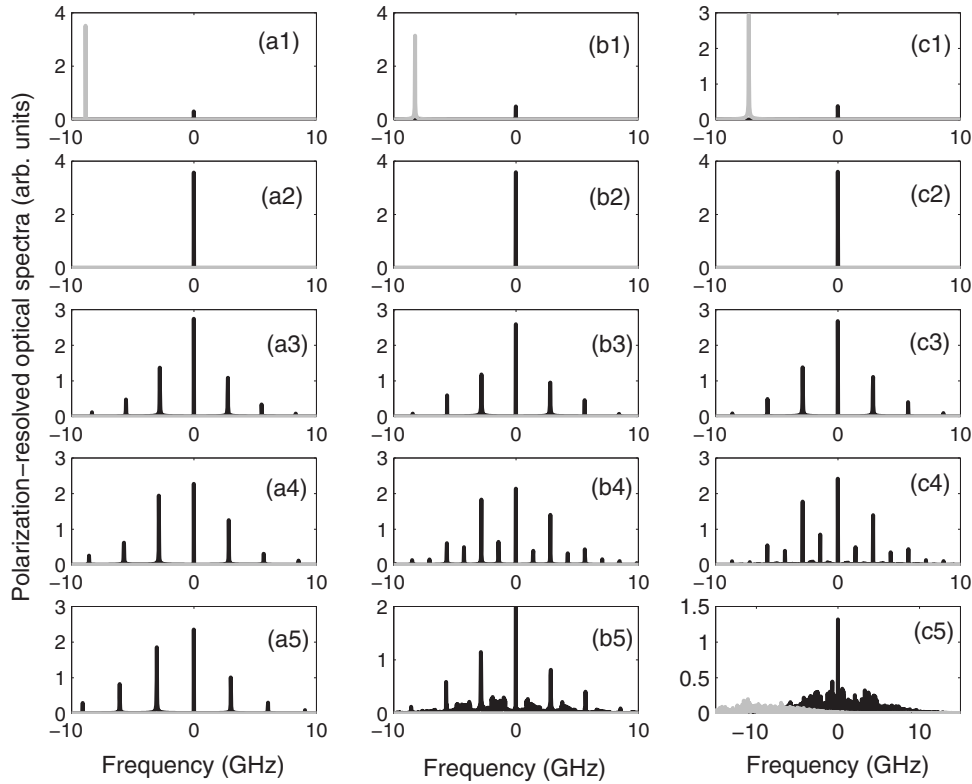 Polarization-resolved optical spectra (arb. units)
4 (a1) 4 (b1) 3 (c1)
2 2 2
1
0 0 0
−10 0 10 −10 0 10 −10 0 10
4 (a2) 4 (b2) 4 (c2)
2 2 2
0 0 0
−10 0 10 −10 0 10 −10 0 10
3 (a3) 3 (b3) 3 (c3)
2 2 2
1 1 1
0 0 0
−10 0 10 −10 0 10 −10 0 10
3 (a4) 3 (b4) 3 (c4)
2 2 2
1 1 1
0 0 0
−10 0 10 −10 0 10 −10 0 10
3 (a5) 2 (b5) 1.5 (c5)
2 1 1
1 0.5
0 0 0
−10 0 10 −10 0 10 −10 0 10
Frequency (GHz) Frequency (GHz) Frequency (GHz)